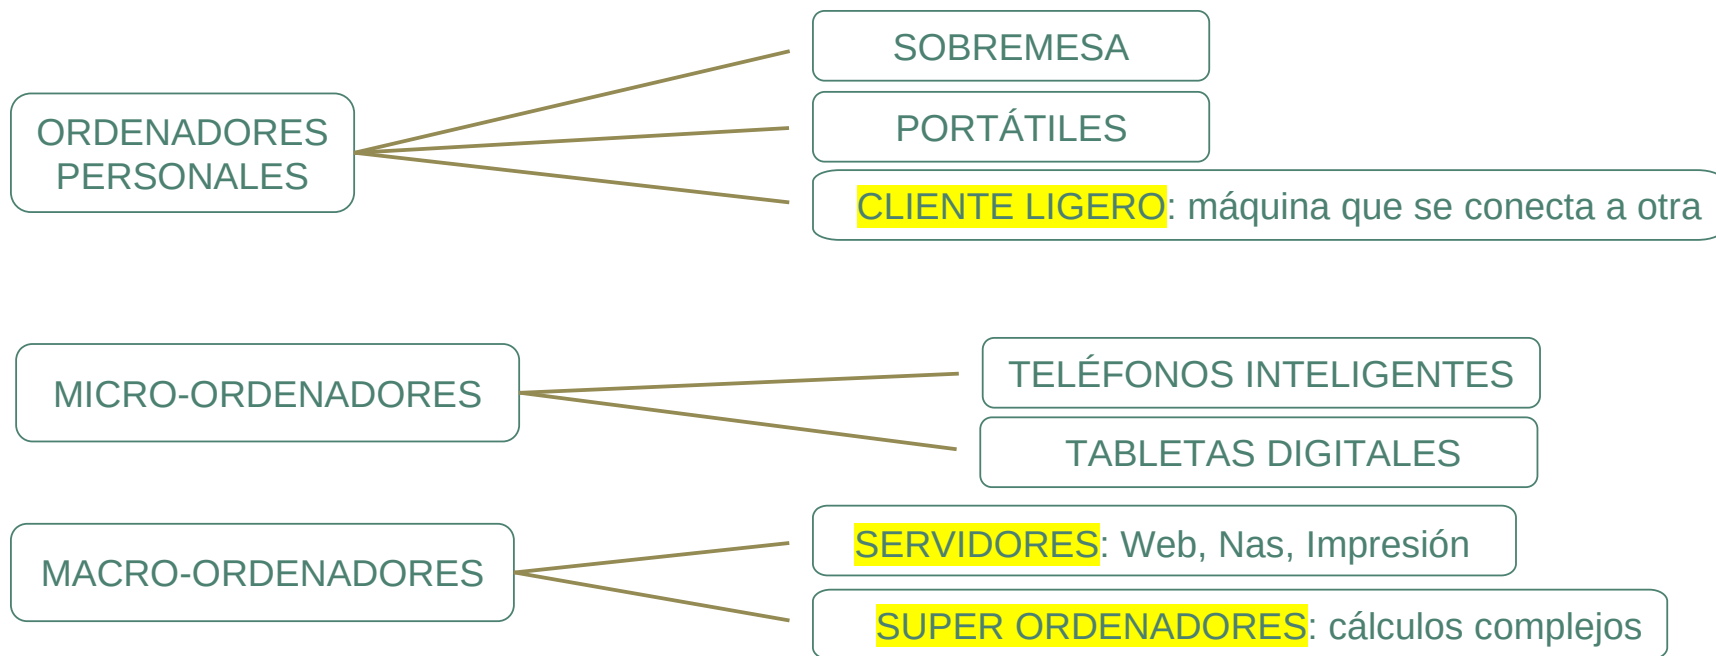 SOBREMESA
ORDENADORES
PERSONALES
PORTÁTILES
CLIENTE LIGERO: máquina que se conecta a otra
MICRO-ORDENADORES
TELÉFONOS INTELIGENTES
TABLETAS DIGITALES
MACRO-ORDENADORES
SERVIDORES: Web, Nas, Impresión
SUPER ORDENADORES: cálculos complejos